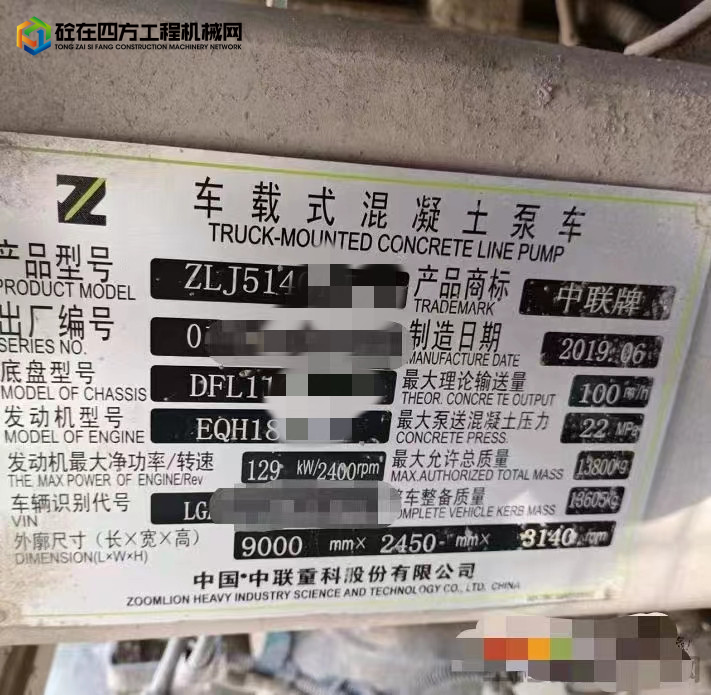 砼在四方工程机械网
TONG ZAI SI FANG CONSTRUCTION MACHINERY NETWORK
车载式混凝土泵车
TRUCK-MOUNTED CONCRETE LINE PUMP
产品型号 ZLJ514 产品商标 中联牌
PRODUCT MODEL TRADEMARK
出厂编号 0 制造日期 2019.06
SERIES NO. MANUFACTURE DATE
底盘型号 DFL11 最大理论输送量 100 m³/h
MODEL OF CHASSIS THEOR. CONCRETE OUTPUT
发动机型号 EQH18 最大泵送混凝土压力 22 MPa
MODEL OF ENGINE CONCRETE PRESS.
发动机最大净功率/转速 129 kW/2400rpm 最大允许总质量 13800kg
THE MAX POWER OF ENGINE/Rev MAX.AUTHORIZED TOTAL MASS
车辆识别代号 LGA 整车整备质量 13605kg
VIN COMPLETE VEHICLE KERB MASS
外廓尺寸(长×宽×高) 9000 mm× 2450 mm× 3140 mm
DIMENSION(L×W×H)
中国·中联重科股份有限公司
ZOOMLION HEAVY INDUSTRY SCIENCE AND TECHNOLOGY CO., LTD. CHINA